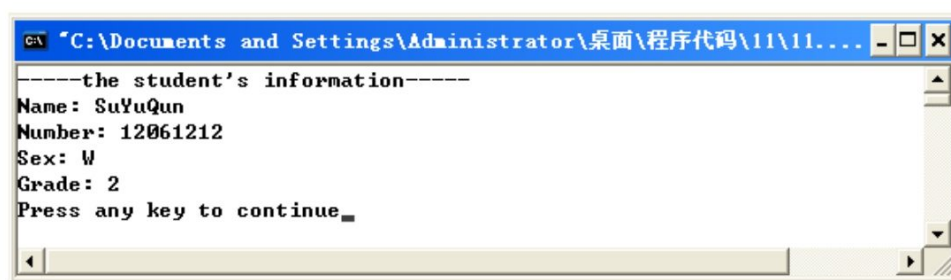 "C:\Documents and Settings\Administrator\桌面\程序代码\11\11....
-----the student's information-----
Name: SuYuQun
Number: 12061212
Sex: W
Grade: 2
Press any key to continue_